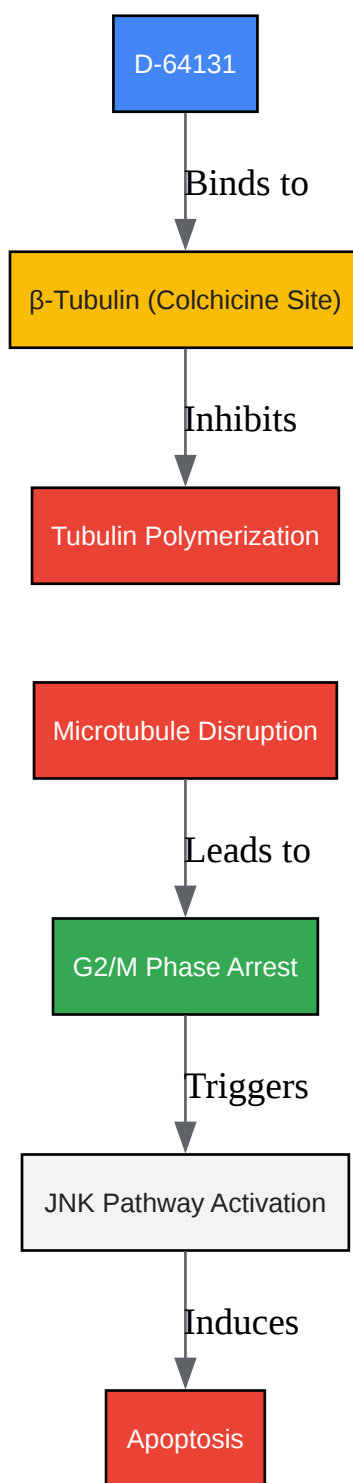 D-64131
Binds to
β-Tubulin (Colchicine Site)
Inhibits
Tubulin Polymerization
Microtubule Disruption
Leads to
G2/M Phase Arrest
Triggers
JNK Pathway Activation
Induces
Apoptosis